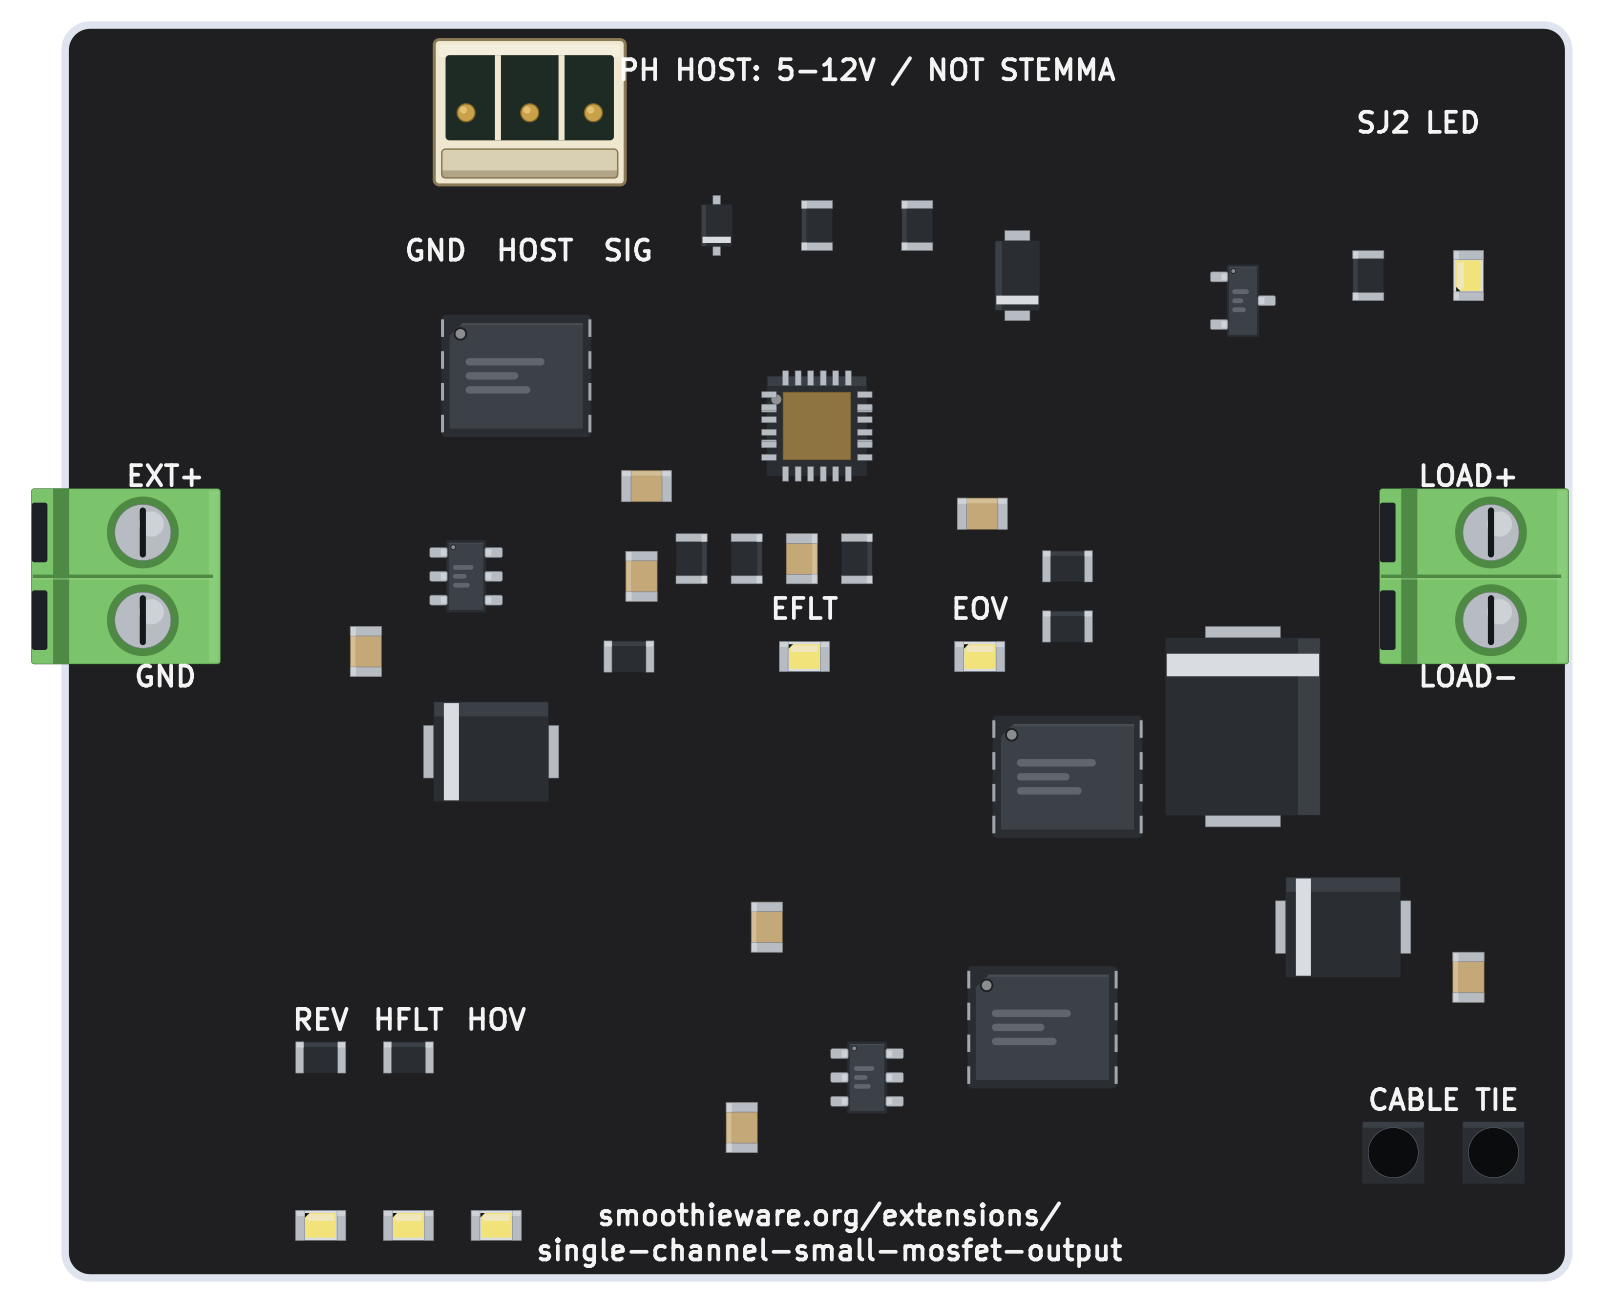 PH HOST: 5-12V / NOT STEMMA
SJ2 LED
GND HOST SIG
EXT+
LOAD+
EFLT
EOV
GND
LOAD-
REV HFLT HOV
CABLE TIE
smoothieware.org/extensions/
single-channel-small-mosfet-output